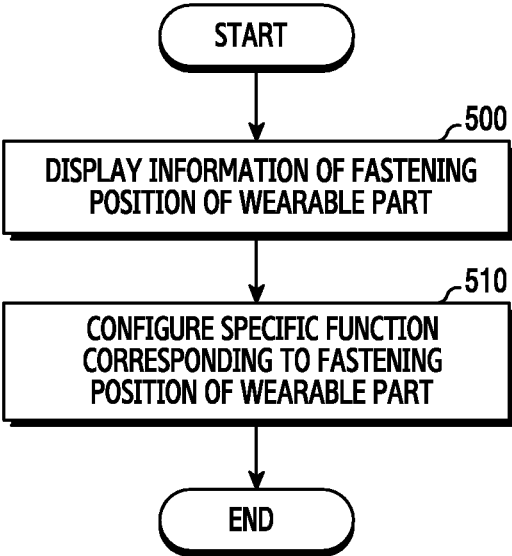 START
500
DISPLAY INFORMATION OF FASTENING
POSITION OF WEARABLE PART
510
CONFIGURE SPECIFIC FUNCTION
CORRESPONDING TO FASTENING
POSITION OF WEARABLE PART
END